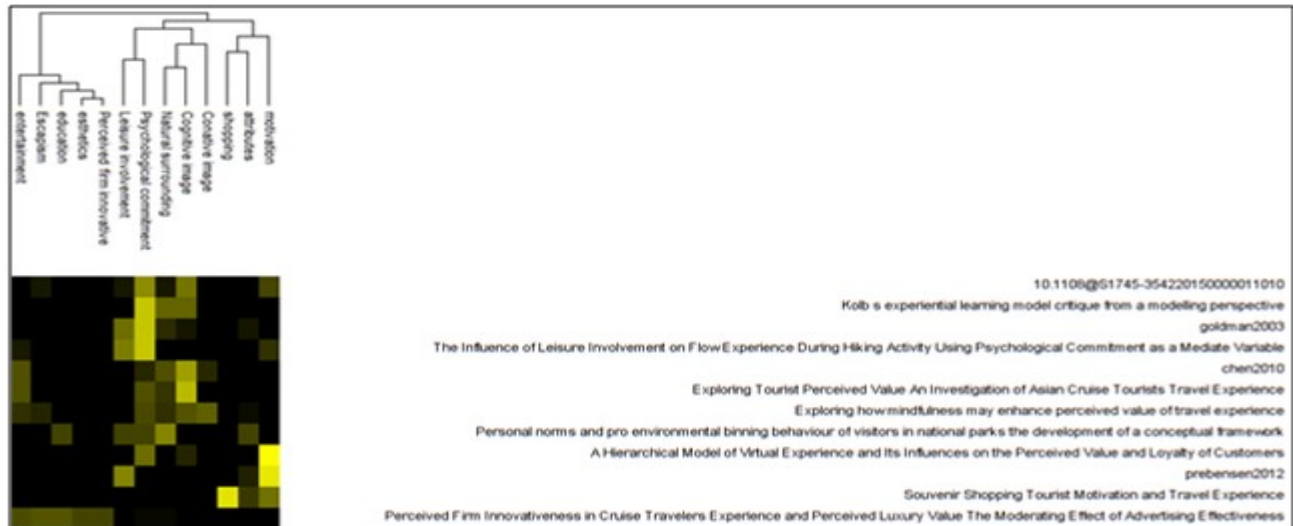 entertainment
Escapism
education
esthetics
Perceived firm innovative
Leisure involvement
Psychological commitment
Natural surrounding
Cognitive image
Conative image
shopping
attributes
motivation
10.1108@S1745-354220150000011010
Kolb s experiential learning model critique from a modelling perspective
goldman2003
The Influence of Leisure Involvement on Flow Experience During Hiking Activity Using Psychological Commitment as a Mediate Variable
chen2010
Exploring Tourist Perceived Value An Investigation of Asian Cruise Tourists Travel Experience
Exploring how mindfulness may enhance perceived value of travel experience
Personal norms and pro environmental binning behaviour of visitors in national parks the development of a conceptual framework
A Hierarchical Model of Virtual Experience and Its Influences on the Perceived Value and Loyalty of Customers
prebensen2012
Souvenir Shopping Tourist Motivation and Travel Experience
Perceived Firm Innovativeness in Cruise Travelers Experience and Perceived Luxury Value The Moderating Effect of Advertising Effectiveness